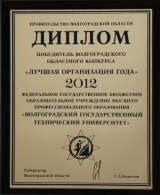 ПРАВИТЕЛЬСТВО ВОЛГОГРАДСКОЙ ОБЛАСТИ
ДИПЛОМ
ПОБЕДИТЕЛЬ ВОЛГОГРАДСКОГО
ОБЛАСТНОГО КОНКУРСА
«ЛУЧШАЯ ОРГАНИЗАЦИЯ ГОДА»
2012
ФЕДЕРАЛЬНОЕ ГОСУДАРСТВЕННОЕ БЮДЖЕТНОЕ
ОБРАЗОВАТЕЛЬНОЕ УЧРЕЖДЕНИЕ ВЫСШЕГО
ПРОФЕССИОНАЛЬНОГО ОБРАЗОВАНИЯ
«ВОЛГОГРАДСКИЙ ГОСУДАРСТВЕННЫЙ
ТЕХНИЧЕСКИЙ УНИВЕРСИТЕТ»
Губернатор
Волгоградской области
С.А.Боженов